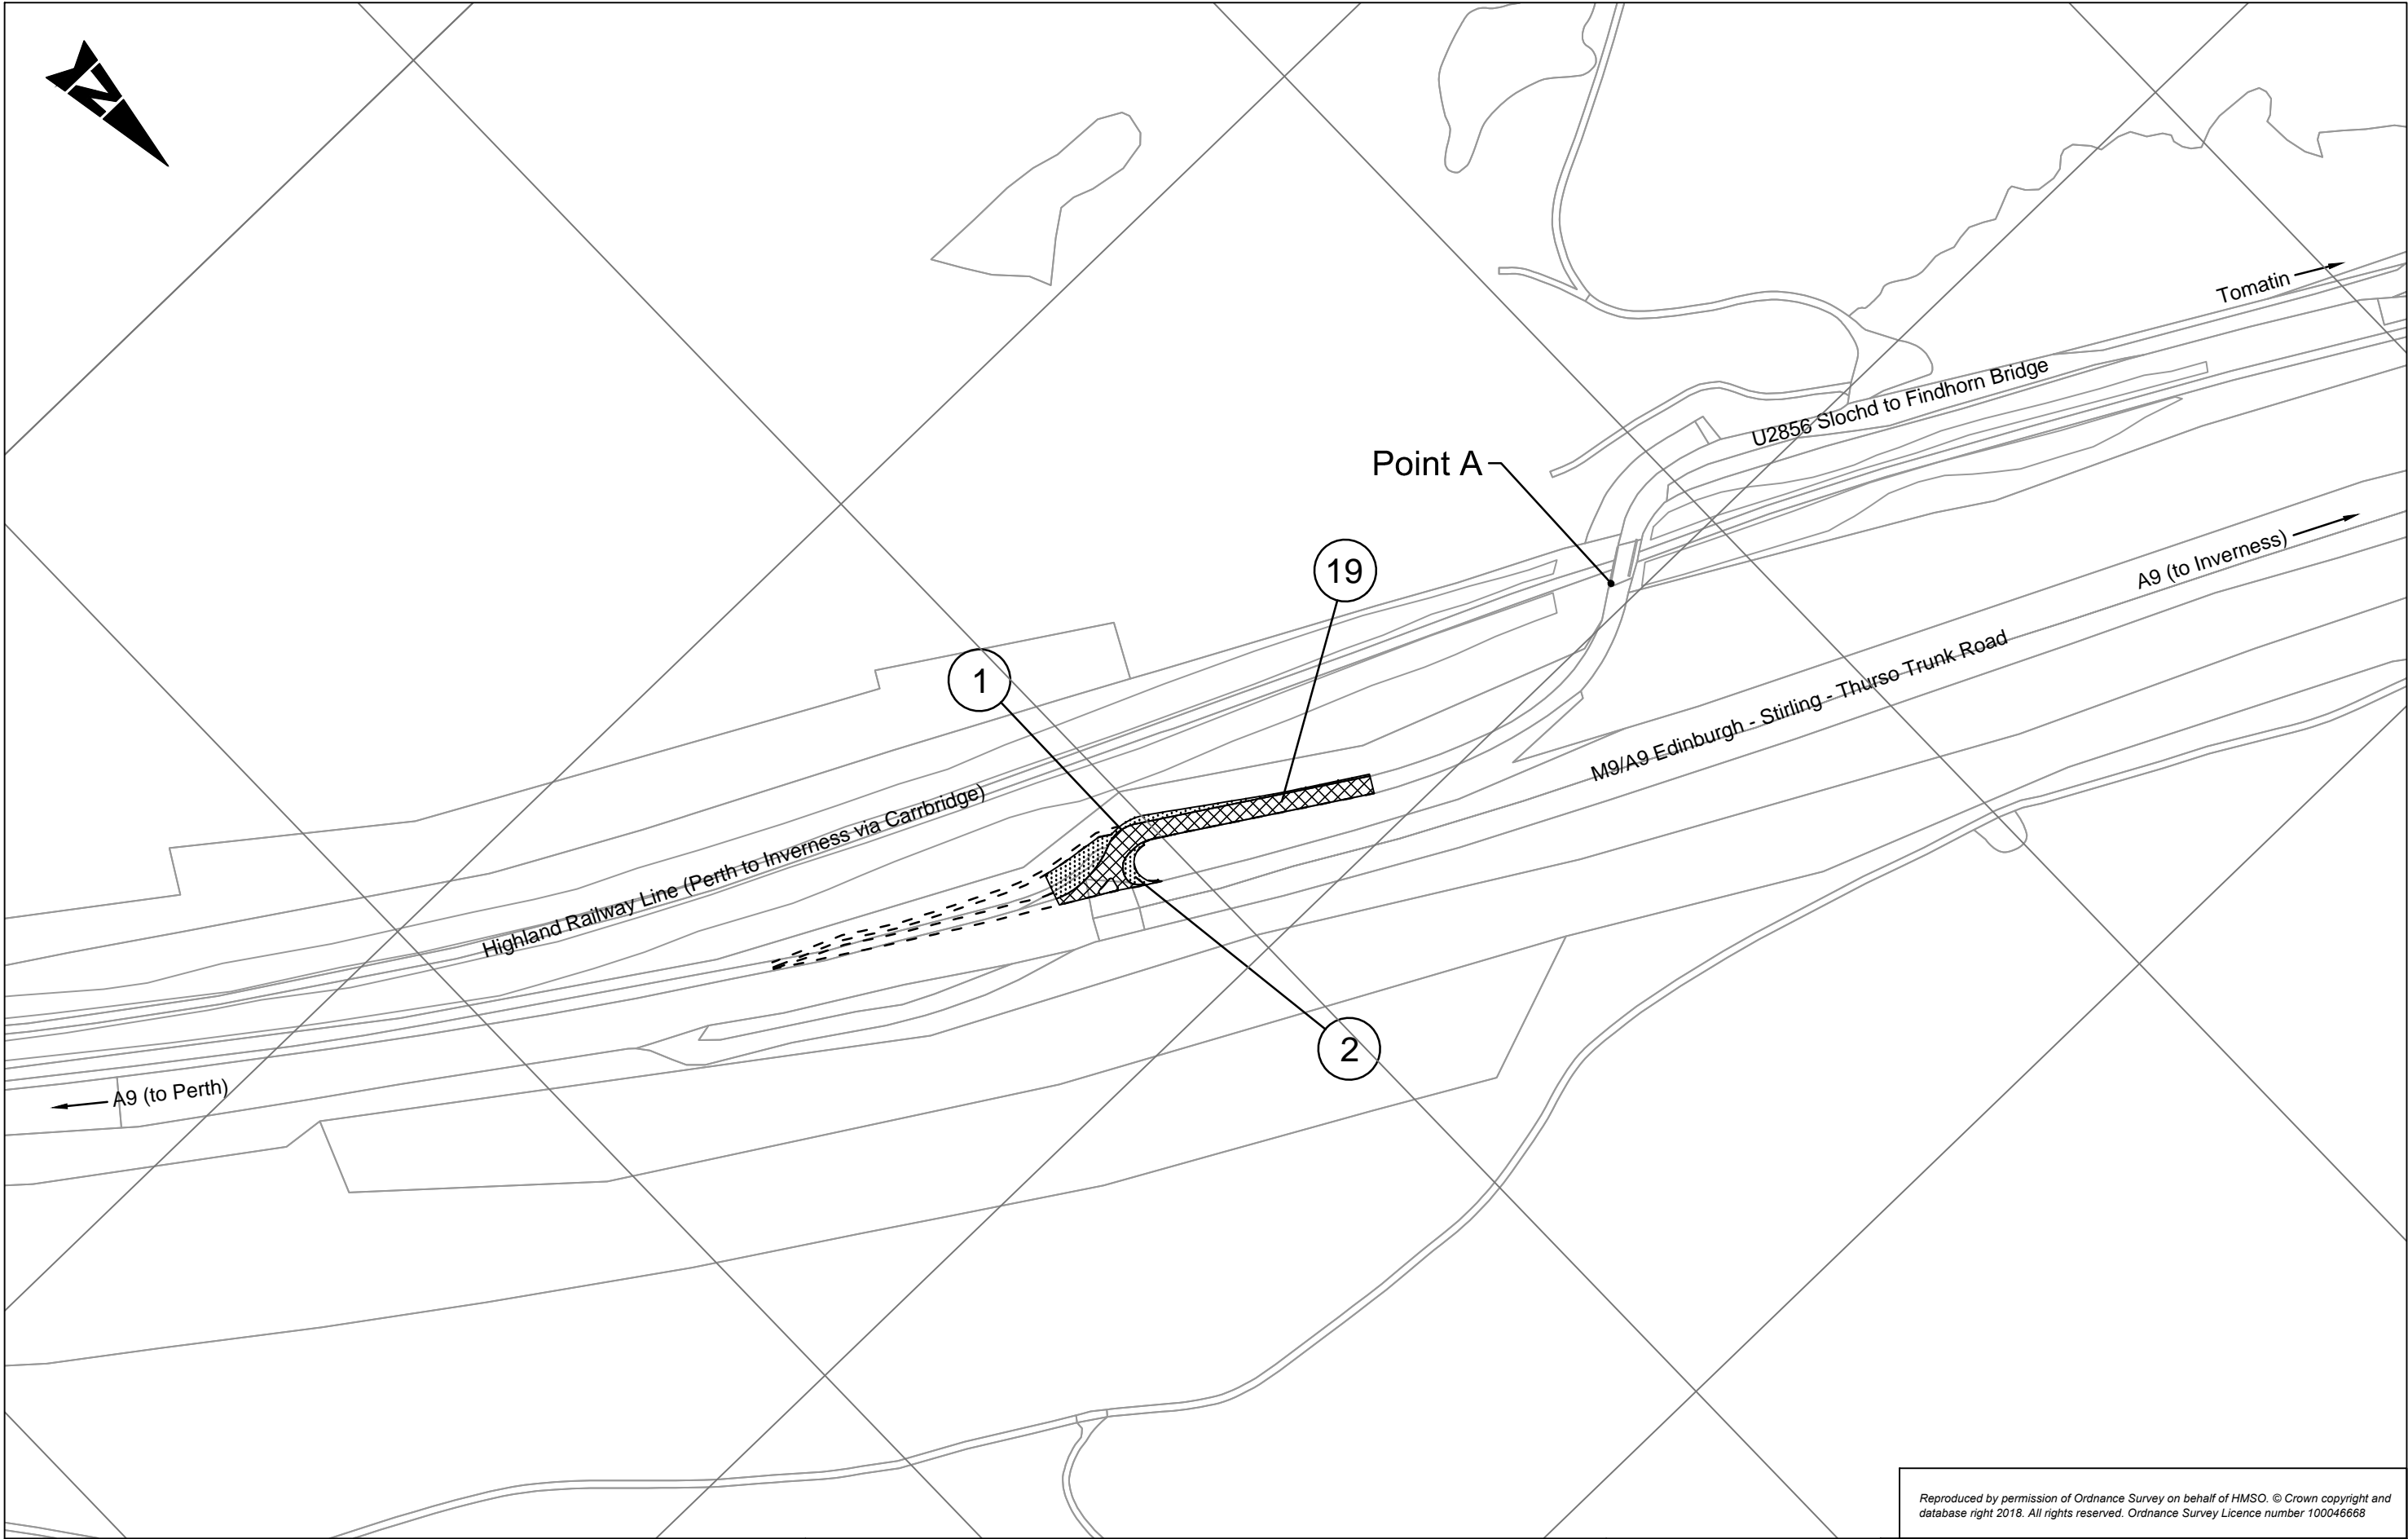 N
Tomatin
U2856 Slochd to Findhorn Bridge
Point A
A9 (to Inverness)
19
M9/A9 Edinburgh - Stirling - Thurso Trunk Road
1
Highland Railway Line (Perth to Inverness via Carrbridge)
2
A9 (to Perth)
Reproduced by permission of Ordnance Survey on behalf of HMSO. © Crown copyright and
database right 2018. All rights reserved. Ordnance Survey Licence number 100046668